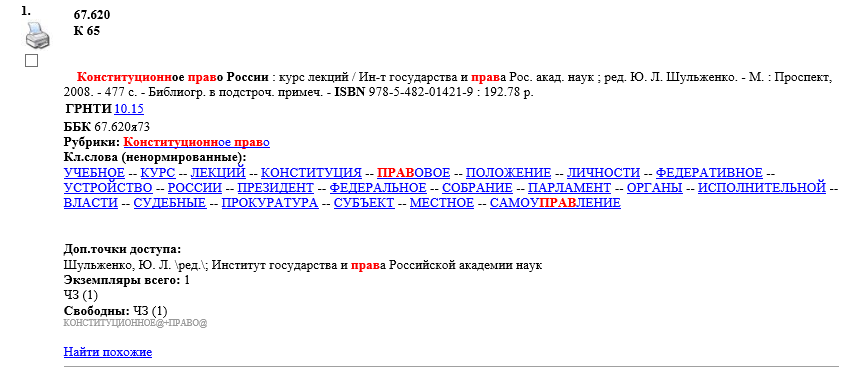 1.
67.620
К 65
Конституционное право России : курс лекций / Ин-т государства и права Рос. акад. наук ; ред. Ю. Л. Шульженко. - М. : Проспект,
2008. - 477 с. - Библиогр. в подстроч. примеч. - ISBN 978-5-482-01421-9 : 192.78 р.
ГРНТИ 10.15
ББК 67.620я73
Рубрики: Конституционное право
Кл.слова (ненормированные):
УЧЕБНОЕ -- КУРС -- ЛЕКЦИЙ -- КОНСТИТУЦИЯ -- ПРАВОВОЕ -- ПОЛОЖЕНИЕ -- ЛИЧНОСТИ -- ФЕДЕРАТИВНОЕ --
УСТРОЙСТВО -- РОССИИ -- ПРЕЗИДЕНТ -- ФЕДЕРАЛЬНОЕ -- СОБРАНИЕ -- ПАРЛАМЕНТ -- ОРГАНЫ -- ИСПОЛНИТЕЛЬНОЙ --
ВЛАСТИ -- СУДЕБНЫЕ -- ПРОКУРАТУРА -- СУБЪЕКТ -- МЕСТНОЕ -- САМОУПРАВЛЕНИЕ
Доп.точки доступа:
Шульженко, Ю. Л. \ред.\; Институт государства и права Российской академии наук
Экземпляры всего: 1
ЧЗ (1)
Свободны: ЧЗ (1)
КОНСТИТУЦИОННОЕ@+ПРАВО@
Найти похожие